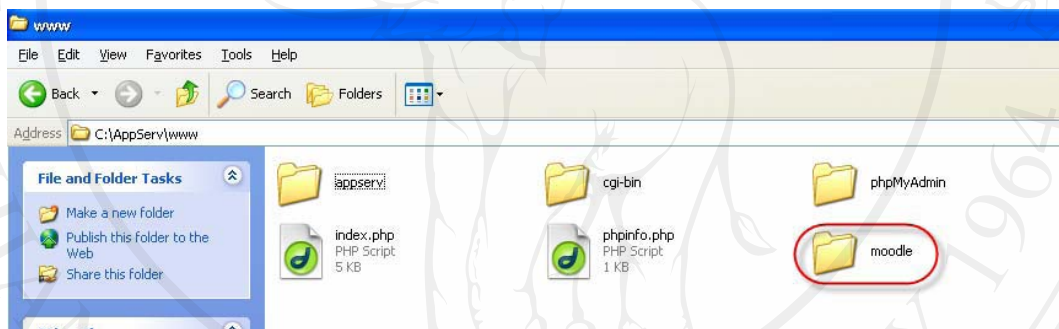 www
File Edit View Favorites Tools Help
Back Search Folders
Address C:\AppServ\www
File and Folder Tasks
Make a new folder
Publish this folder to the
Web
Share this folder
appserv
cgi-bin
phpMyAdmin
index.php
PHP Script
5 KB
phpinfo.php
PHP Script
1 KB
moodle
1964